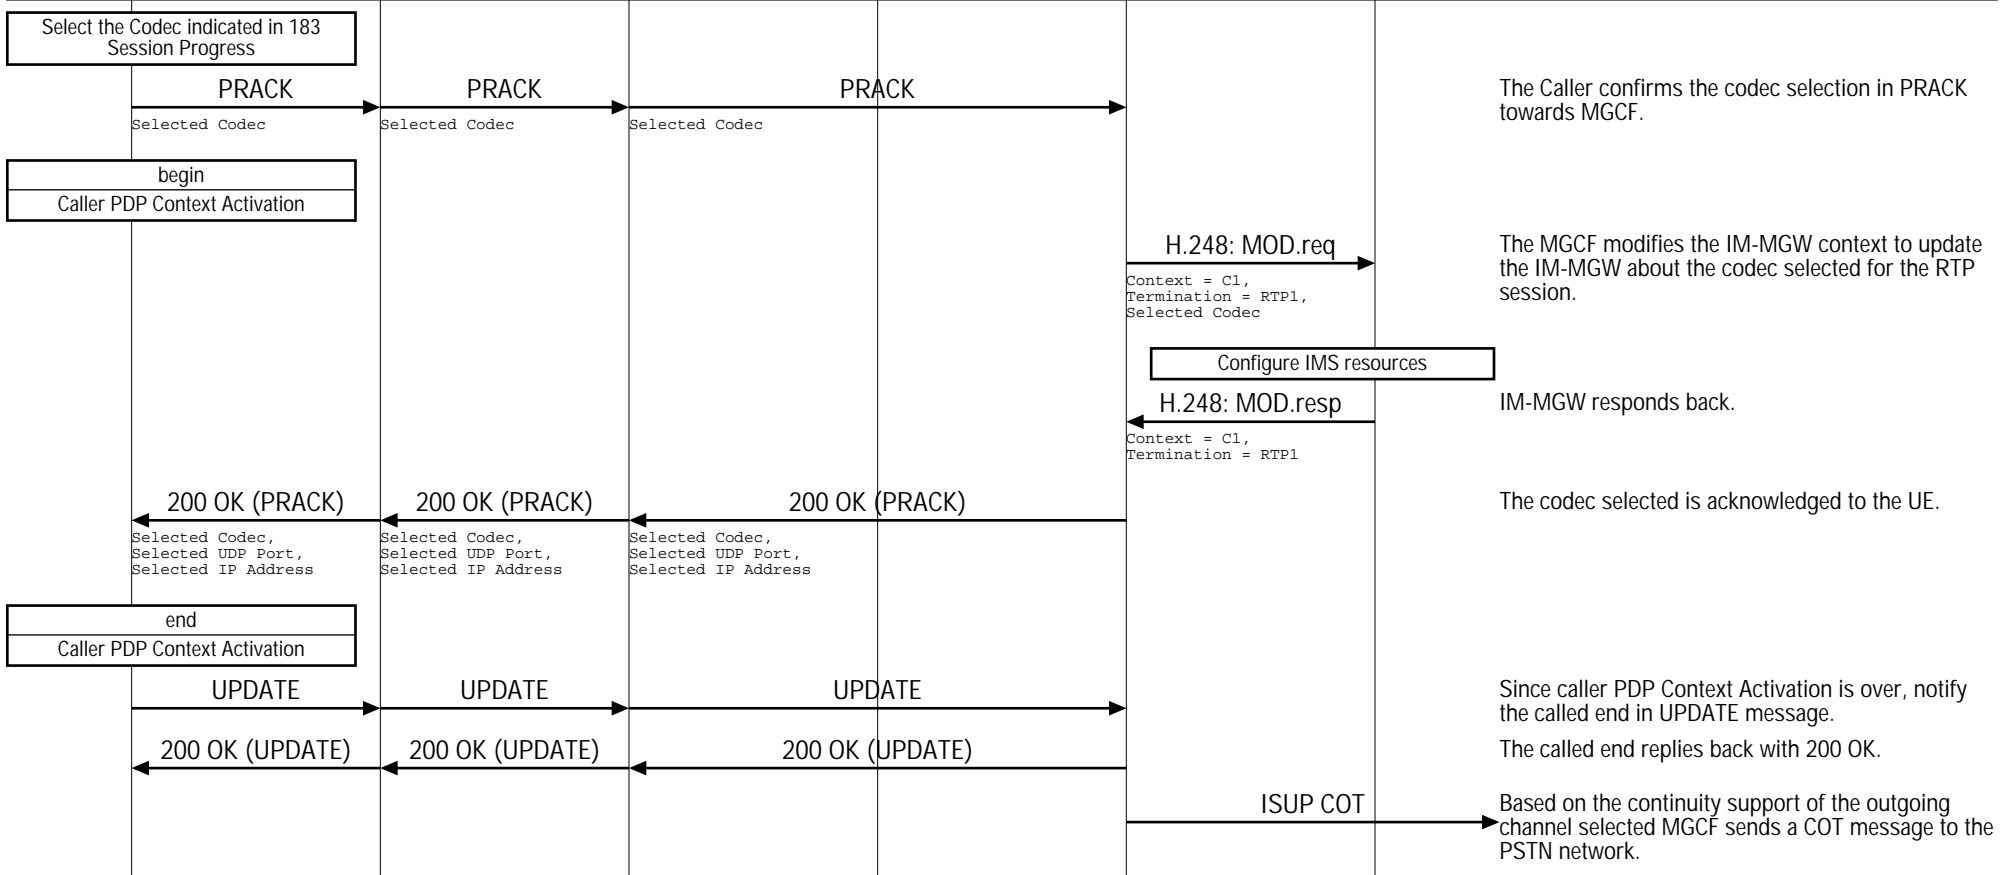 Select the Codec indicated in 183
Session Progress
PRACK PRACK PRACK
The Caller confirms the codec selection in PRACK
towards MGCF.
Selected Codec Selected Codec Selected Codec
begin
Caller PDP Context Activation
H.248: MOD.req
The MGCF modifies the IM-MGW context to update
the IM-MGW about the codec selected for the RTP
session.
Context = C1,
Termination = RTP1,
Selected Codec
Configure IMS resources
H.248: MOD.resp
IM-MGW responds back.
Context = C1,
Termination = RTP1
200 OK (PRACK) 200 OK (PRACK) 200 OK (PRACK)
The codec selected is acknowledged to the UE.
Selected Codec, Selected Codec, Selected Codec,
Selected UDP Port, Selected UDP Port, Selected UDP Port,
Selected IP Address Selected IP Address Selected IP Address
end
Caller PDP Context Activation
UPDATE UPDATE UPDATE
Since caller PDP Context Activation is over, notify
the called end in UPDATE message.
200 OK (UPDATE) 200 OK (UPDATE) 200 OK (UPDATE)
The called end replies back with 200 OK.
ISUP COT
Based on the continuity support of the outgoing
channel selected MGCF sends a COT message to the
PSTN network.